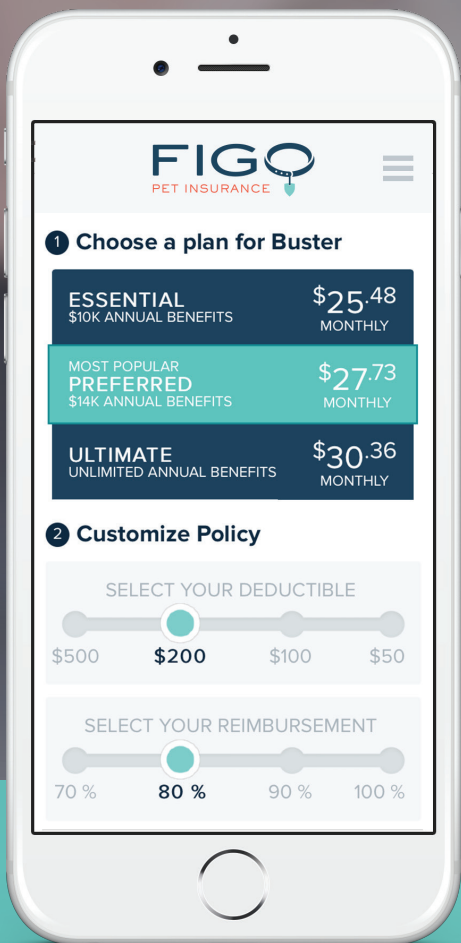 FIGO
PET INSURANCE
1 Choose a plan for Buster
ESSENTIAL
$10K ANNUAL BENEFITS
$25.48
MONTHLY
MOST POPULAR
PREFERRED
$14K ANNUAL BENEFITS
$27.73
MONTHLY
ULTIMATE
UNLIMITED ANNUAL BENEFITS
$30.36
MONTHLY
2 Customize Policy
SELECT YOUR DEDUCTIBLE
$500 $200 $100 $50
SELECT YOUR REIMBURSEMENT
70 % 80 % 90 % 100 %